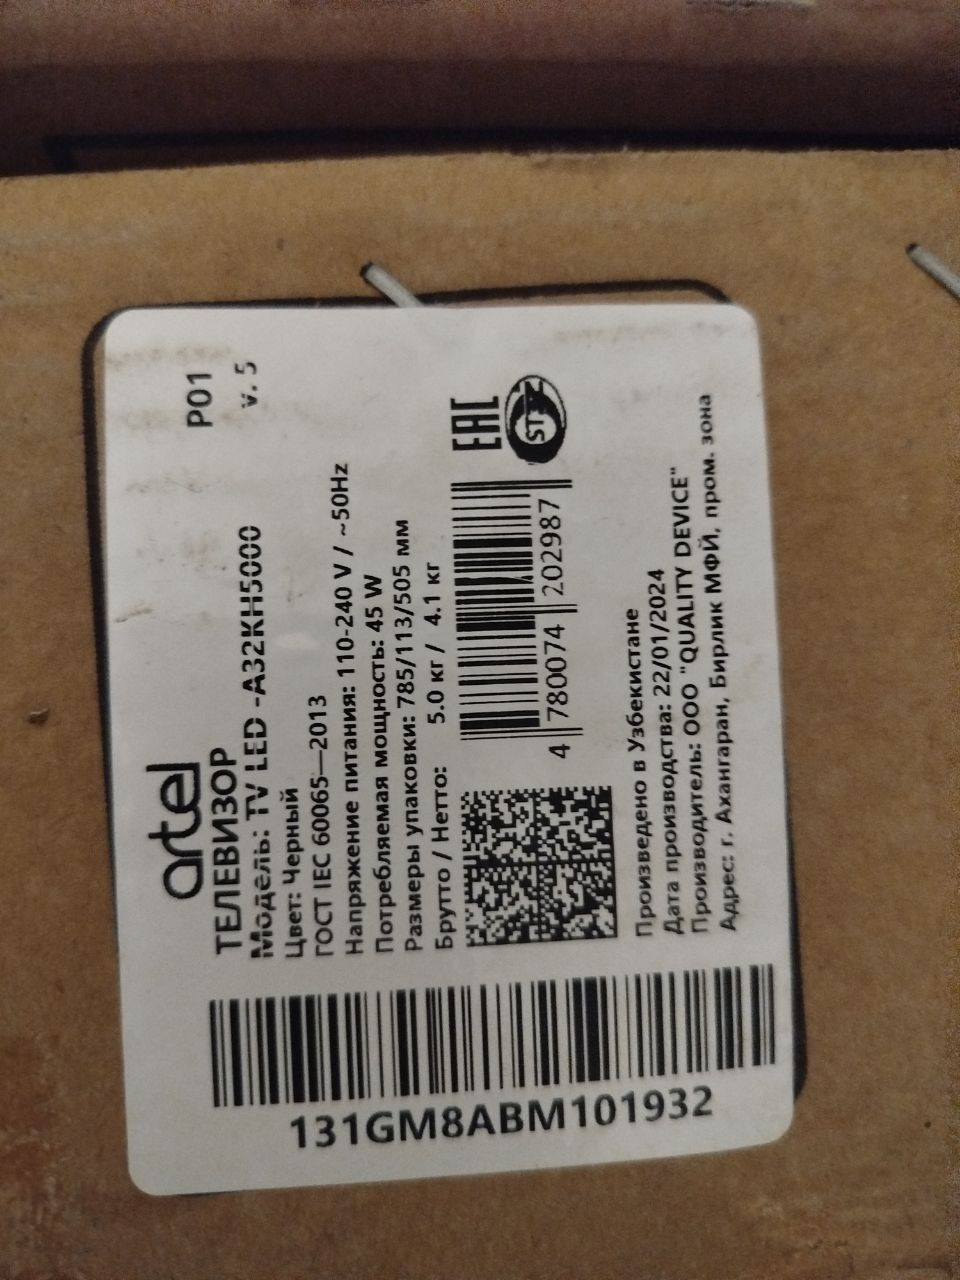 artel
P01
ТЕЛЕВИЗОР
v. 5
Модель: TV LED -A32KH5000
Цвет: Черный
ГОСТ IEC 60065—2013
Напряжение питания: 110-240 V / ~50Hz
Потребляемая мощность: 45 W
Размеры упаковки: 785/113/505 мм
Брутто / Нетто: 5.0 кг / 4.1 кг
EAC
ST
4 780074 202987
Произведено в Узбекистане
Дата производства: 22/01/2024
Производитель: ООО "QUALITY DEVICE"
Адрес: г. Ахангаран, Бирлик МФЙ, пром. зона
131GM8ABM101932